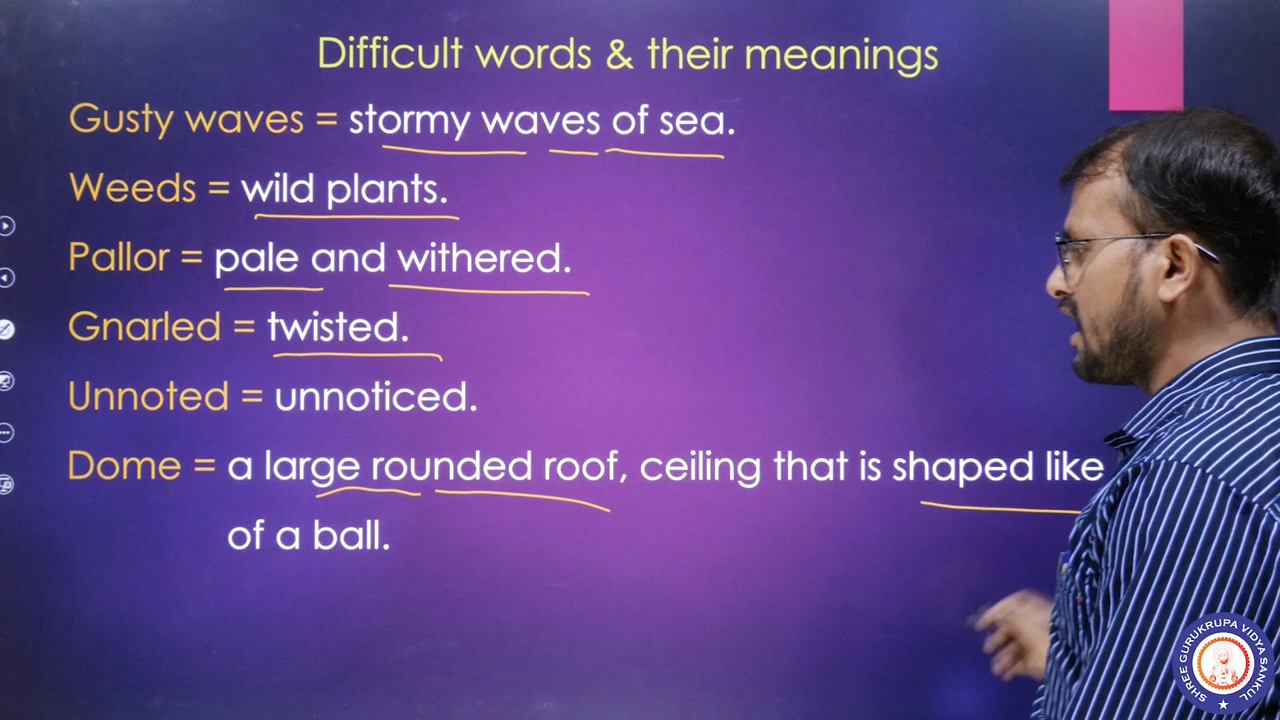 Difficult words & their meanings
Gusty waves = stormy waves of sea.
Weeds = wild plants.
Pallor = pale and withered.
Gnarled = twisted.
Unnoted = unnoticed.
Dome = a large rounded roof, ceiling that is shaped like
of a ball.
SHREE GURUKRUPA VIDYA SANKUL